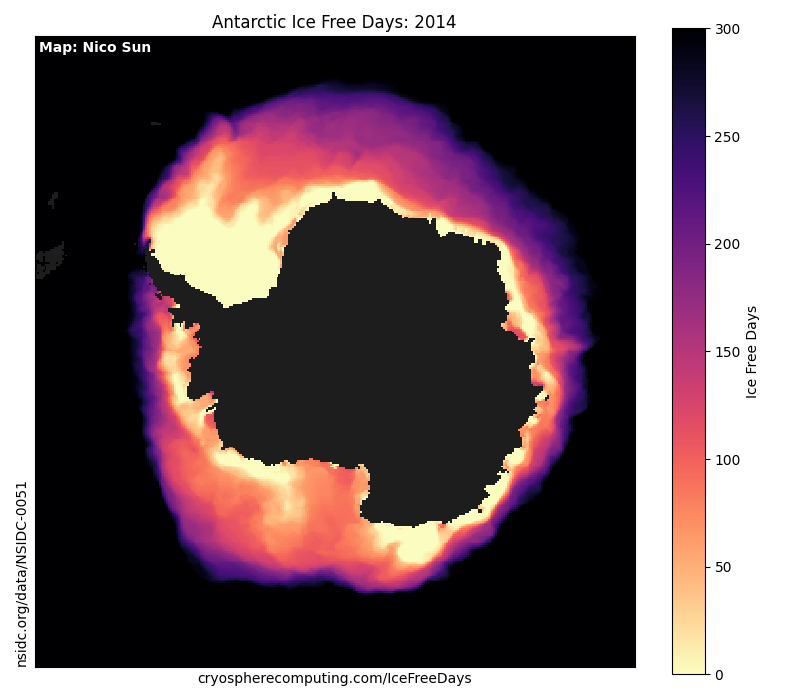 Antarctic Ice Free Days: 2014
Map: Nico Sun
300
250
200
150
100
50
0
Ice Free Days
nsidc.org/data/NSIDC-0051
cryospherecomputing.com/IceFreeDays